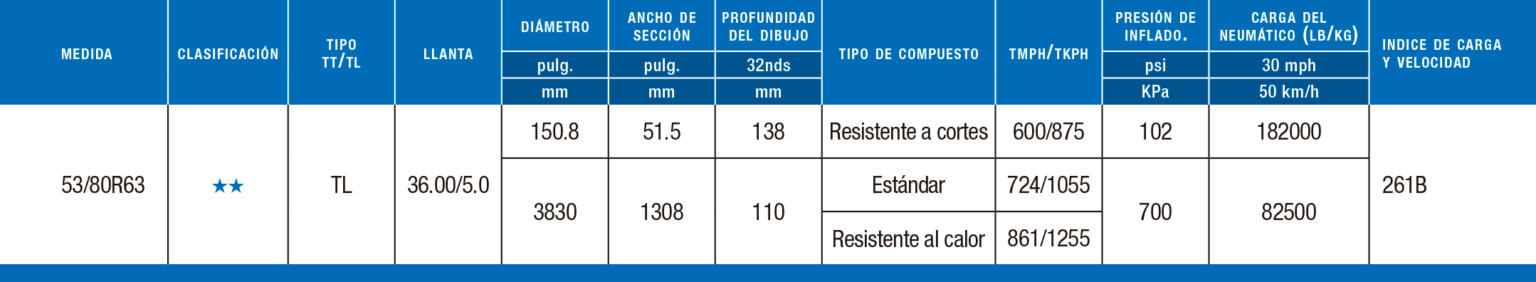 MEDIDA
CLASIFICACIÓN
TIPO
TT/TL
LLANTA
DIÁMETRO
pulg.
mm
ANCHO DE
SECCIÓN
pulg.
mm
PROFUNDIDAD
DEL DIBUJO
32nds
mm
TIPO DE COMPUESTO
TMPH/TKPH
PRESIÓN DE
INFLADO.
psi
KPa
CARGA DEL
NEUMÁTICO (LB/KG)
30 mph
50 km/h
INDICE DE CARGA
Y VELOCIDAD
53/80R63
★★
TL
36.00/5.0
150.8
3830
51.5
1308
138
110
Resistente a cortes
600/875
Estándar
724/1055
Resistente al calor
861/1255
102
700
182000
82500
261B